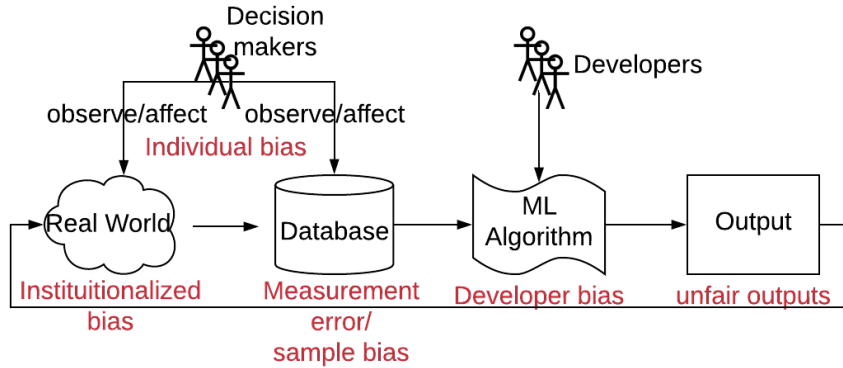 Decision
makers
Developers
observe/affect
observe/affect
Individual bias
Real World
Database
ML
Algorithm
Output
Instituitionalized
bias
Measurement
error/
sample bias
Developer bias
unfair outputs